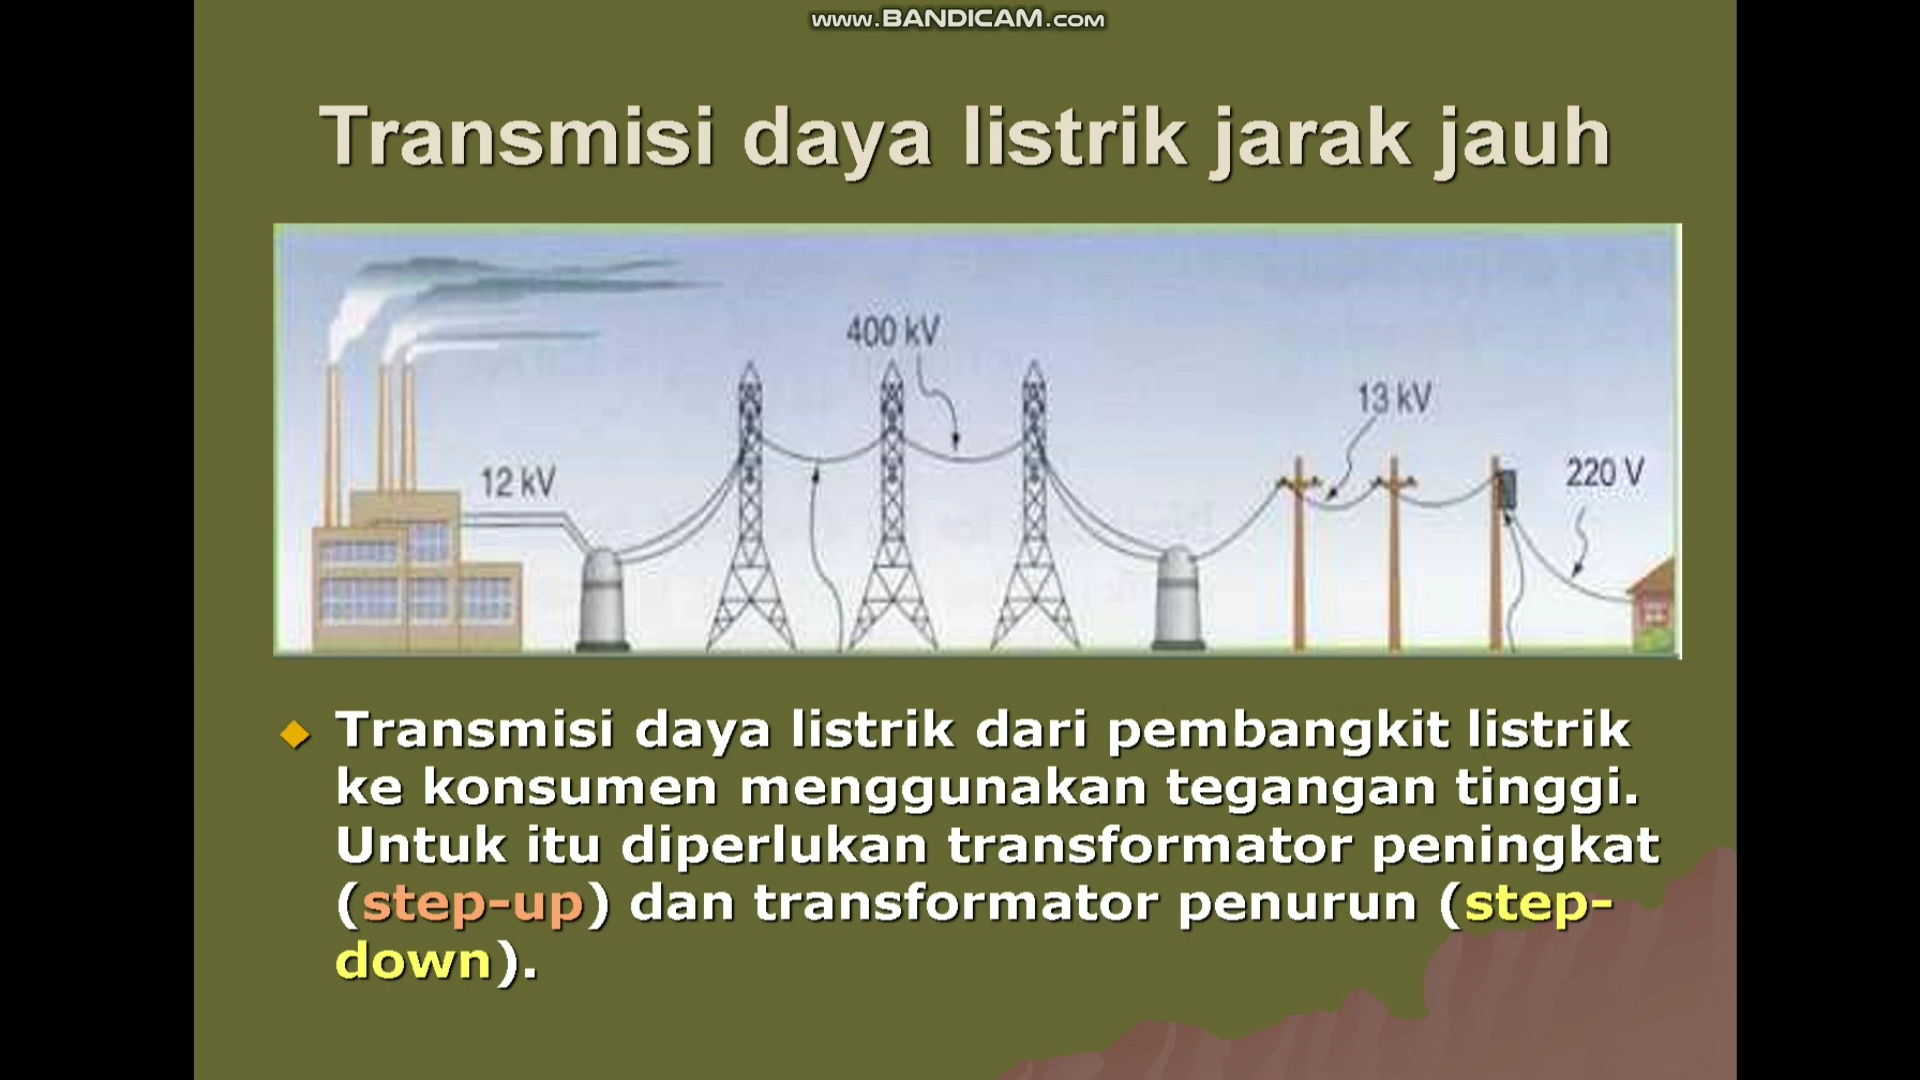 www.BANDICAM.com
Transmisi daya listrik jarak jauh
400 kV
13 kV
12 kV
220 V
Transmisi daya listrik dari pembangkit listrik
ke konsumen menggunakan tegangan tinggi.
Untuk itu diperlukan transformator peningkat
(step-up) dan transformator penurun (step-
down).